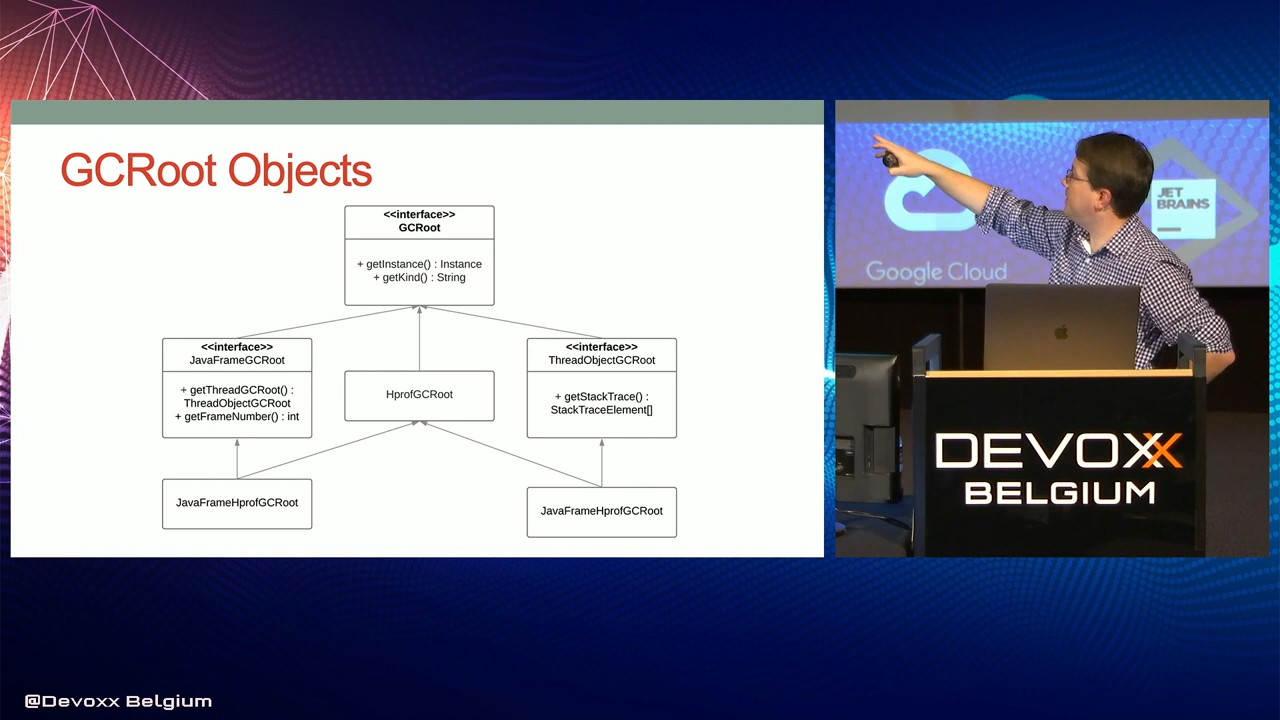 GCRoot Objects
<<interface>>
GCRoot
+ getInstance() : Instance
+ getKind() : String
<<interface>>
JavaFrameGCRoot
+ getThreadGCRoot() :
ThreadObjectGCRoot
+ getFrameNumber() : int
HprofGCRoot
<<interface>>
ThreadObjectGCRoot
+ getStackTrace() :
StackTraceElement[]
JavaFrameHprofGCRoot
JavaFrameHprofGCRoot
JET
BRAINS
Google Cloud
DEVOXX
BELGIUM
@Devoxx Belgium